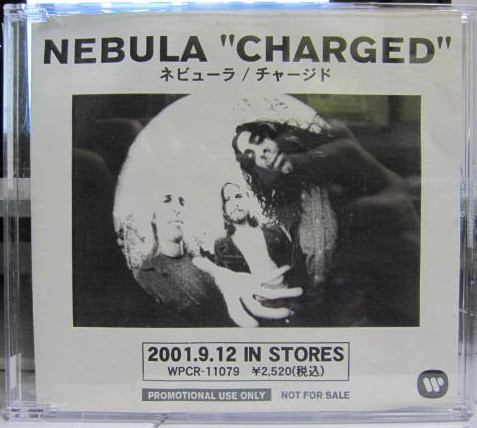 NEBULA "CHARGED"
ネビューラ / チャージド
2001.9.12 IN STORES
WPCR-11079 ¥2,520(税込)
PROMOTIONAL USE ONLY NOT FOR SALE